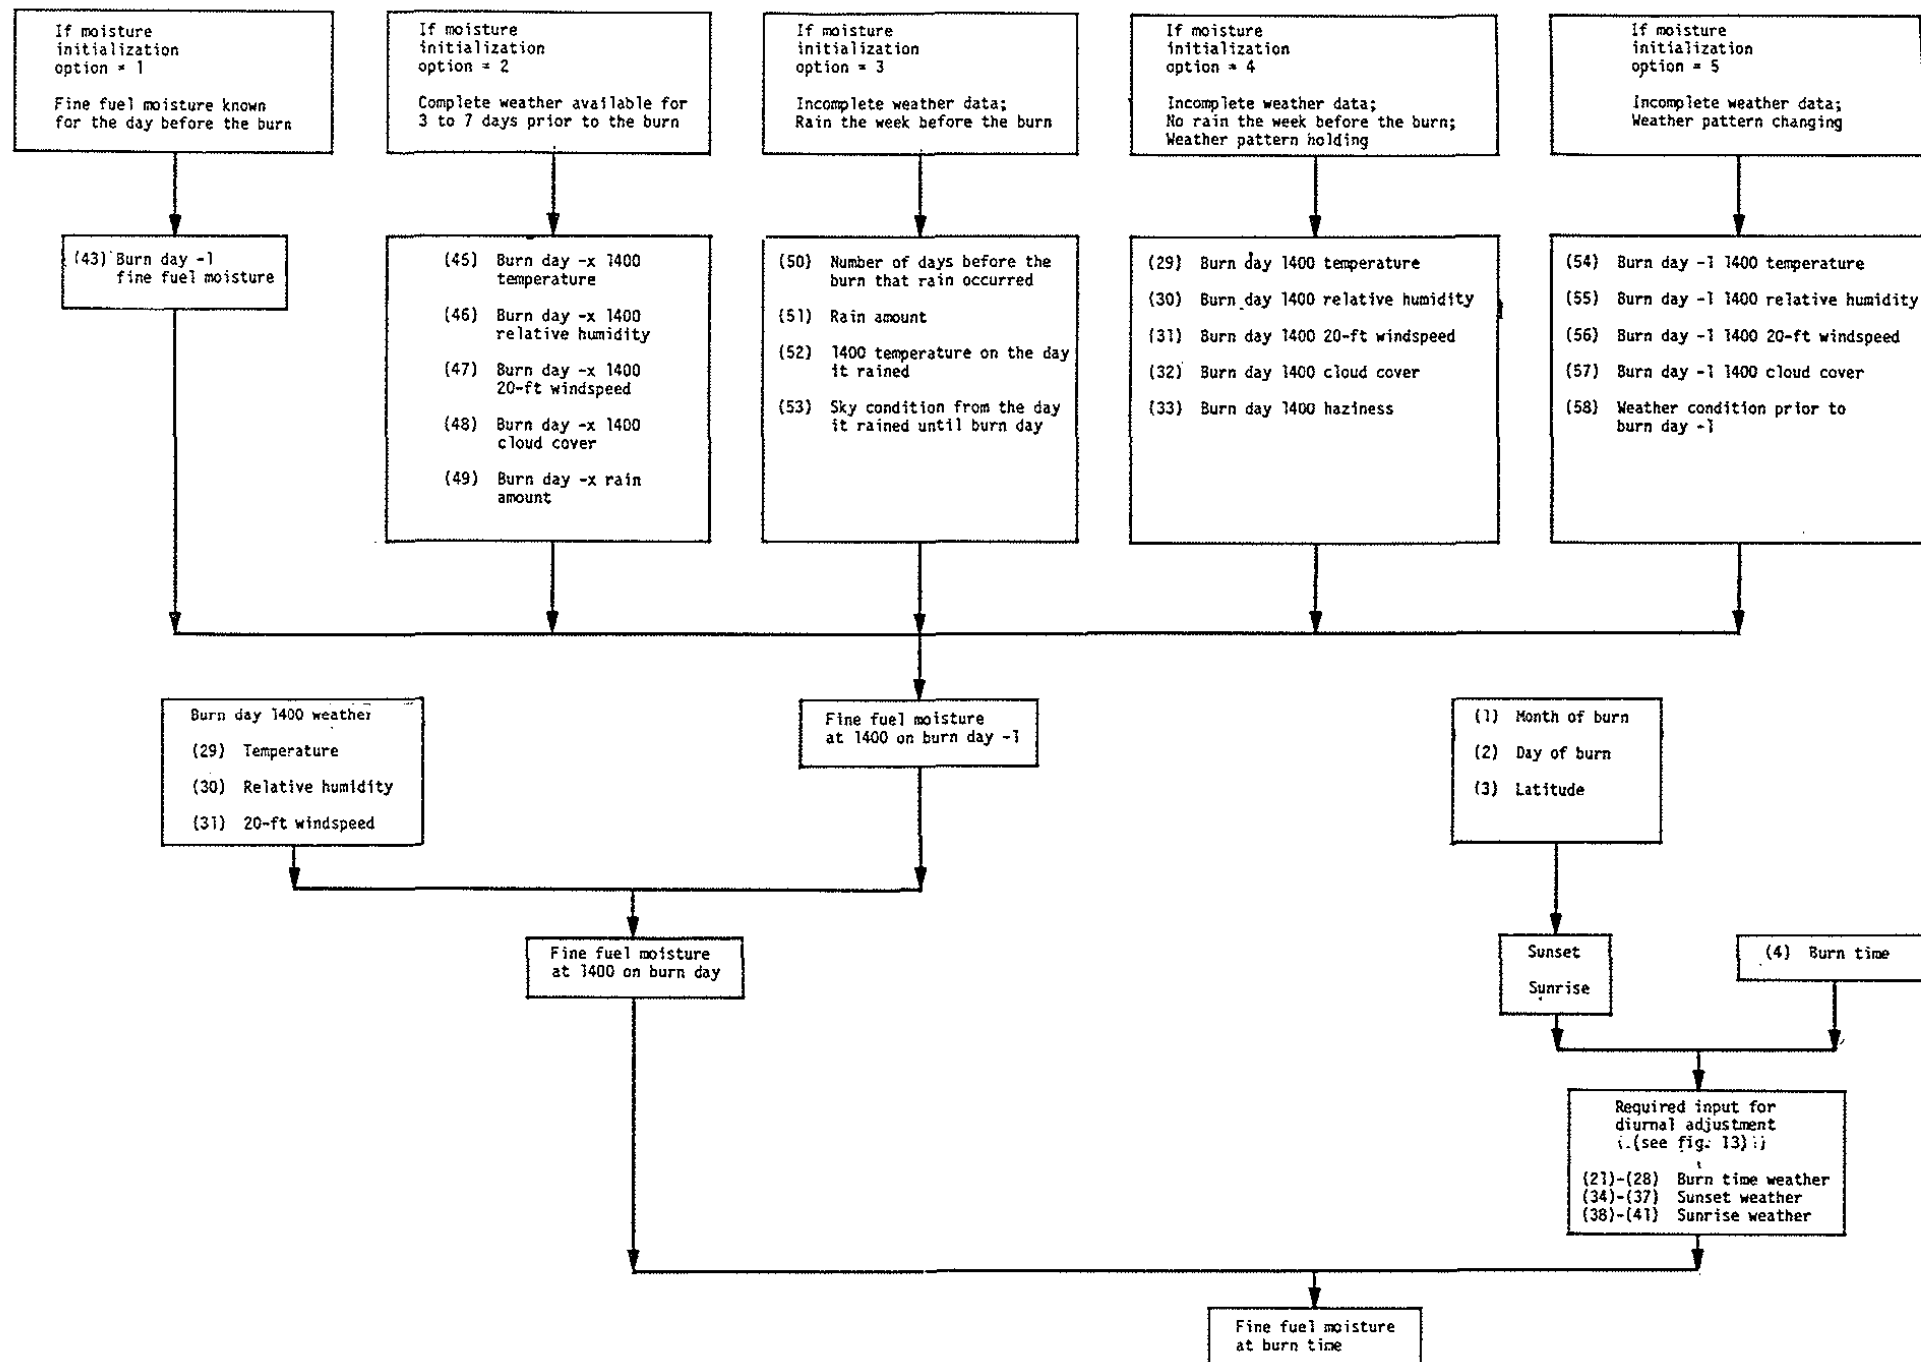 If moisture
initialization
option = 1
Fine fuel moisture known
for the day before the burn
If moisture
initialization
option = 2
Complete weather available for
3 to 7 days prior to the burn
If moisture
initialization
option = 3
Incomplete weather data;
Rain the week before the burn
If moisture
initialization
option = 4
Incomplete weather data;
No rain the week before the burn;
Weather pattern holding
If moisture
initialization
option = 5
Incomplete weather data;
Weather pattern changing
(43) Burn day -1
fine fuel moisture
(45) Burn day -x 1400
temperature
(46) Burn day -x 1400
relative humidity
(47) Burn day -x 1400
20-ft windspeed
(48) Burn day -x 1400
cloud cover
(49) Burn day -x rain
amount
(50) Number of days before the
burn that rain occurred
(51) Rain amount
(52) 1400 temperature on the day
it rained
(53) Sky condition from the day
it rained until burn day
(29) Burn day 1400 temperature
(30) Burn day 1400 relative humidity
(31) Burn day 1400 20-ft windspeed
(32) Burn day 1400 cloud cover
(33) Burn day 1400 haziness
(54) Burn day -1 1400 temperature
(55) Burn day -1 1400 relative humidity
(56) Burn day -1 1400 20-ft windspeed
(57) Burn day -1 1400 cloud cover
(58) Weather condition prior to
burn day -1
Burn day 1400 weather
(29) Temperature
(30) Relative humidity
(31) 20-ft windspeed
Fine fuel moisture
at 1400 on burn day -1
(1) Month of burn
(2) Day of burn
(3) Latitude
Fine fuel moisture
at 1400 on burn day
Sunset
Sunrise
(4) Burn time
Required input for
diurnal adjustment
(see fig. 13)
(21)-(28) Burn time weather
(34)-(37) Sunset weather
(38)-(41) Sunrise weather
Fine fuel moisture
at burn time